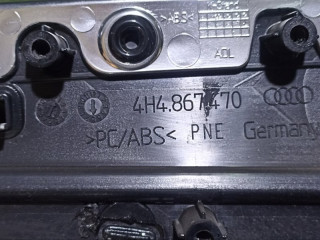 >ABS<
ADL
4H4.867.470
>PC/ABS< PNE Germany